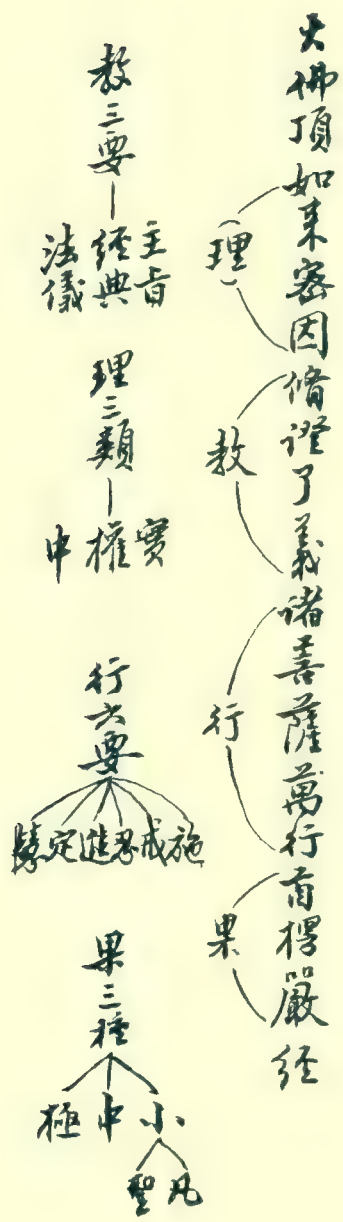 大佛頂如來密因脩證了義諸菩薩萬行首楞嚴經
(理)
教
行
果
教三要
主旨
經典
法儀
理三類
實
權
中
行六要
施
戒
忍
進
定
慧
果三種
小
中
極
凡
聖